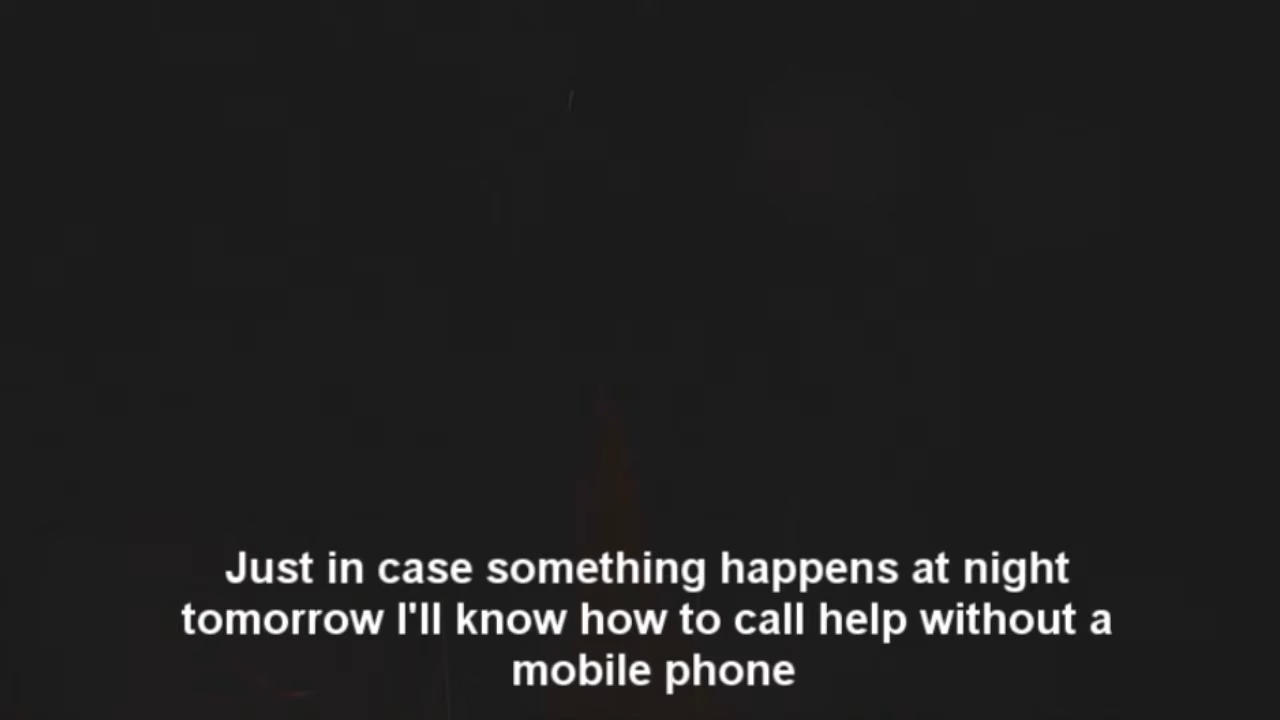 Just in case something happens at night
tomorrow I'll know how to call help without a
mobile phone